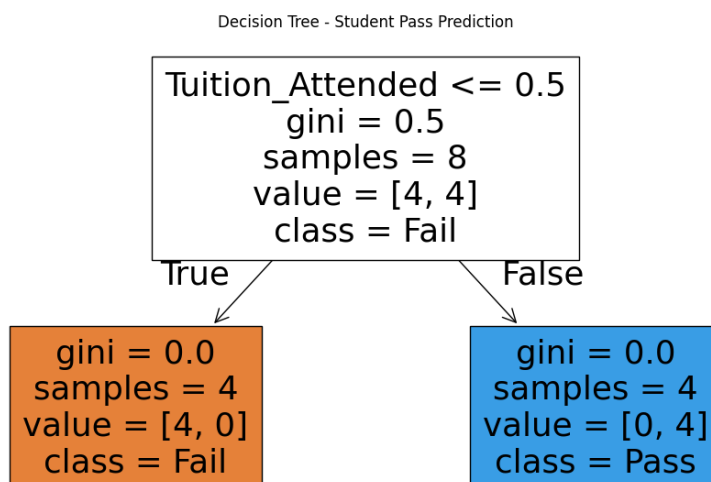 Decision Tree - Student Pass Prediction
Tuition_Attended <= 0.5
gini = 0.5
samples = 8
value = [4, 4]
class = Fail
True
False
gini = 0.0
samples = 4
value = [4, 0]
class = Fail
gini = 0.0
samples = 4
value = [0, 4]
class = Pass